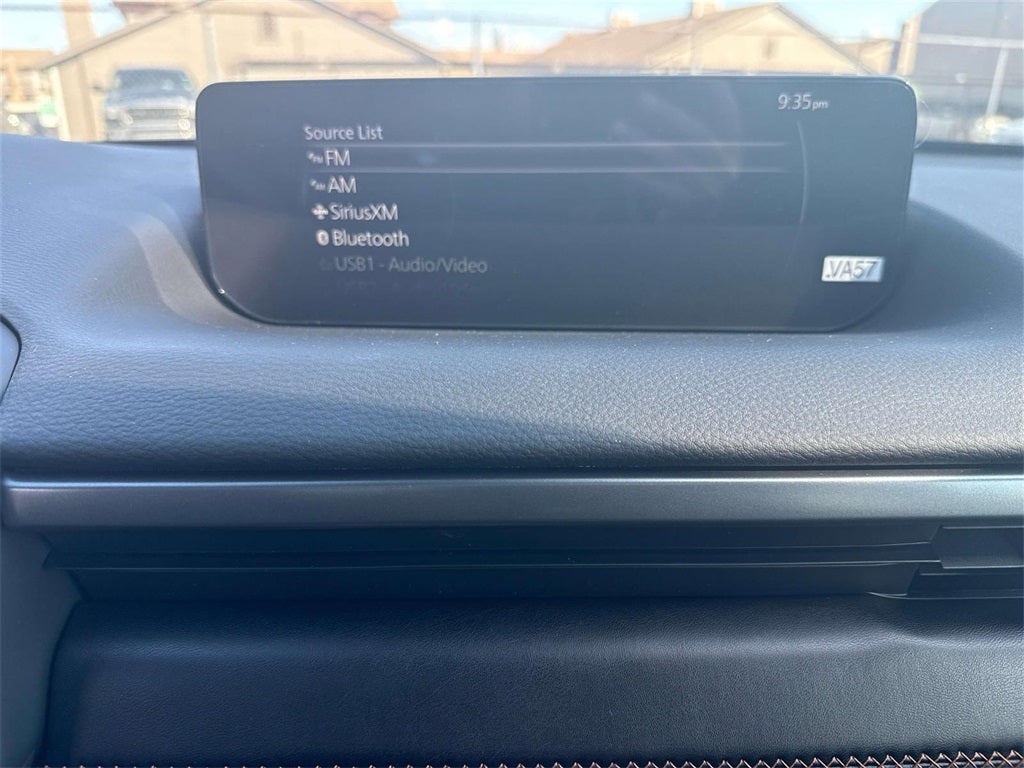 9:35pm
Source List
FM
AM
SiriusXM
Bluetooth
USB1 - Audio/Video
.VA57